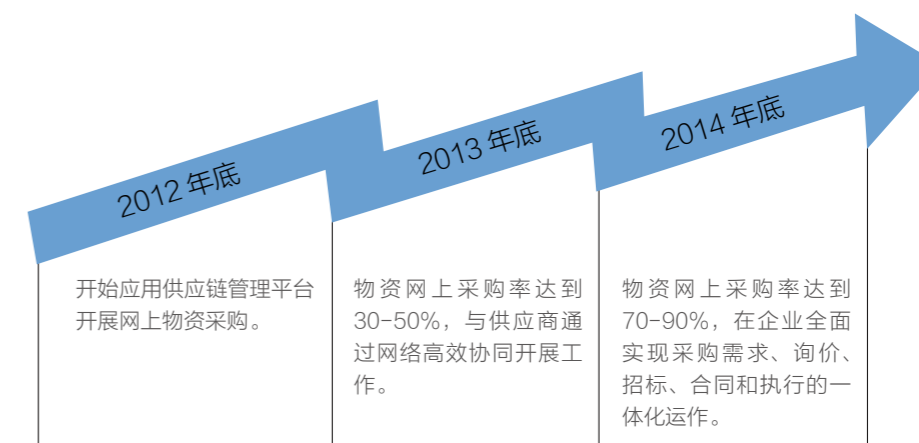 2012 年底
2013 年底
2014 年底
开始应用供应链管理平台
开展网上物资采购。
物资网上采购率达到
30-50%，与供应商通
过网络高效协同开展工
作。
物资网上采购率达到
70-90%，在企业全面
实现采购需求、询价、
招标、合同和执行的一
体化运作。